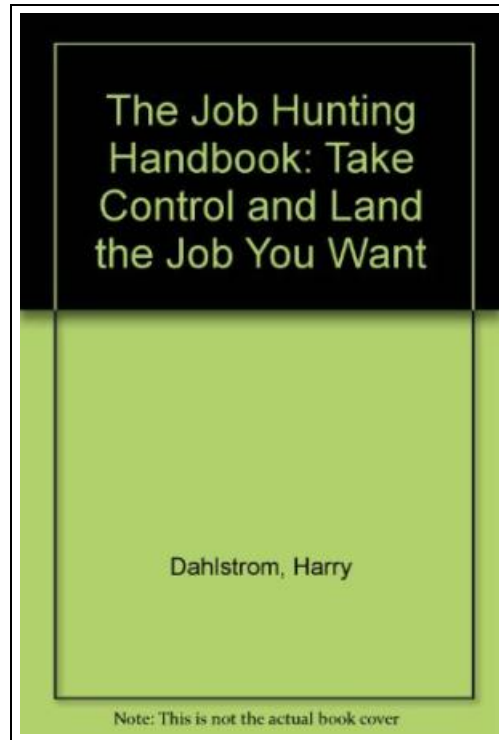 The Job Hunting
Handbook: Take
Control and Land
the Job You Want
Dahlstrom, Harry
Note: This is not the actual book cover